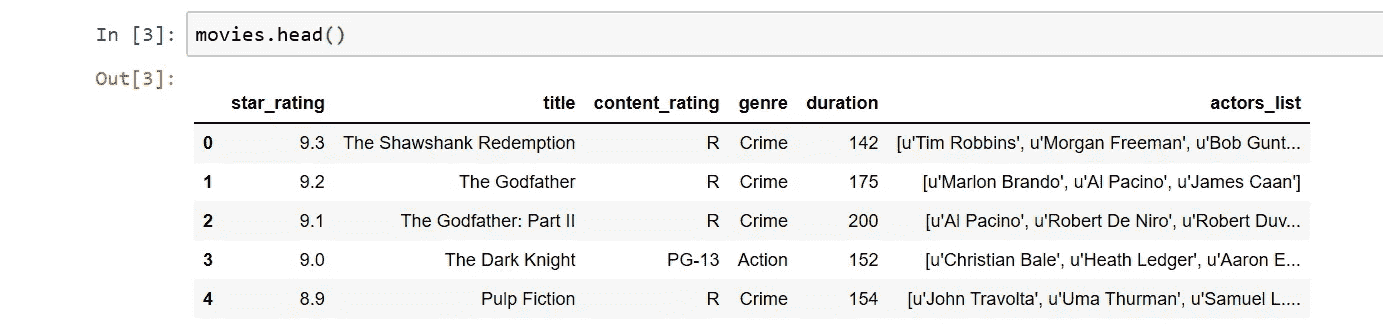 In [3]: movies.head()
Out[3]:
star_rating title content_rating genre duration actors_list
0 9.3 The Shawshank Redemption R Crime 142 [u'Tim Robbins', u'Morgan Freeman', u'Bob Gunt...
1 9.2 The Godfather R Crime 175 [u'Marlon Brando', u'Al Pacino', u'James Caan']
2 9.1 The Godfather: Part II R Crime 200 [u'Al Pacino', u'Robert De Niro', u'Robert Duv...
3 9.0 The Dark Knight PG-13 Action 152 [u'Christian Bale', u'Heath Ledger', u'Aaron E...
4 8.9 Pulp Fiction R Crime 154 [u'John Travolta', u'Uma Thurman', u'Samuel L....